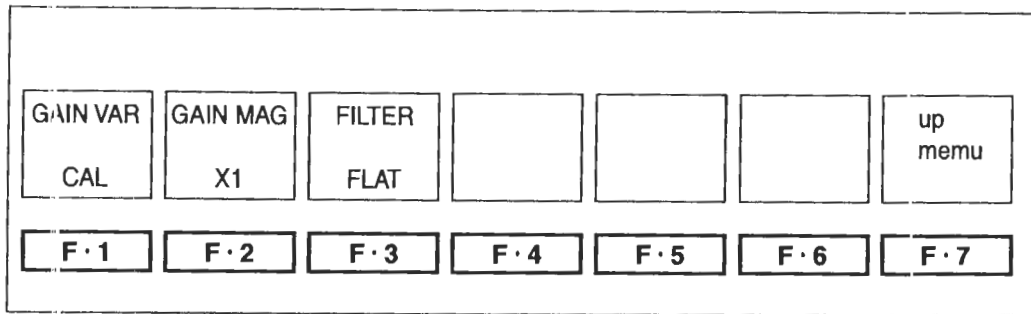 GAIN VAR GAIN MAG FILTER up
memu
CAL X1 FLAT
F·1 F·2 F·3 F·4 F·5 F·6 F·7